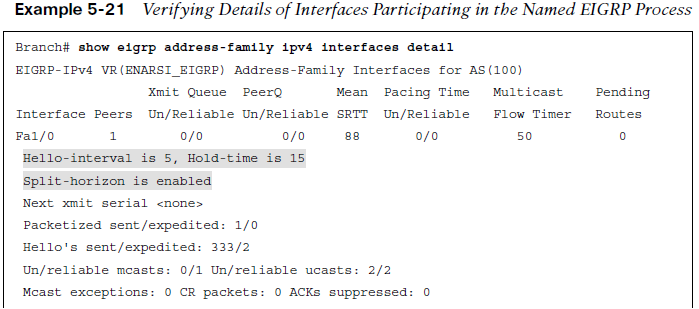 Example 5-21 Verifying Details of Interfaces Participating in the Named EIGRP Process
Branch# show eigrp address-family ipv4 interfaces detail
EIGRP-IPv4 VR(ENARSI_EIGRP) Address-Family Interfaces for AS(100)
Xmit Queue PeerQ Mean Pacing Time Multicast Pending
Interface Peers Un/Reliable Un/Reliable SRTT Un/Reliable Flow Timer Routes
Fa1/0 1 0/0 0/0 88 0/0 50 0
Hello-interval is 5, Hold-time is 15
Split-horizon is enabled
Next xmit serial <none>
Packetized sent/expedited: 1/0
Hello's sent/expedited: 333/2
Un/reliable mcasts: 0/1 Un/reliable ucasts: 2/2
Mcast exceptions: 0 CR packets: 0 ACKs suppressed: 0